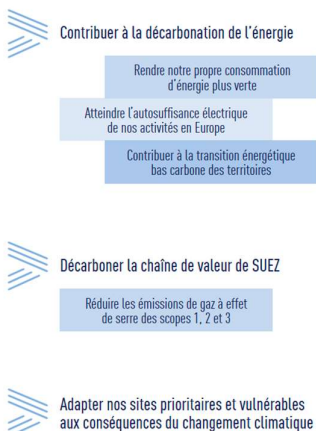 Contribuer à la décarbonation de l'énergie
Rendre notre propre consommation
d'énergie plus verte
Atteindre l'autosuffisance électrique
de nos activités en Europe
Contribuer à la transition énergétique
bas carbone des territoires
Décarboner la chaîne de valeur de SUEZ
Réduire les émissions de gaz à effet
de serre des scopes 1, 2 et 3
Adapter nos sites prioritaires et vulnérables
aux conséquences du changement climatique